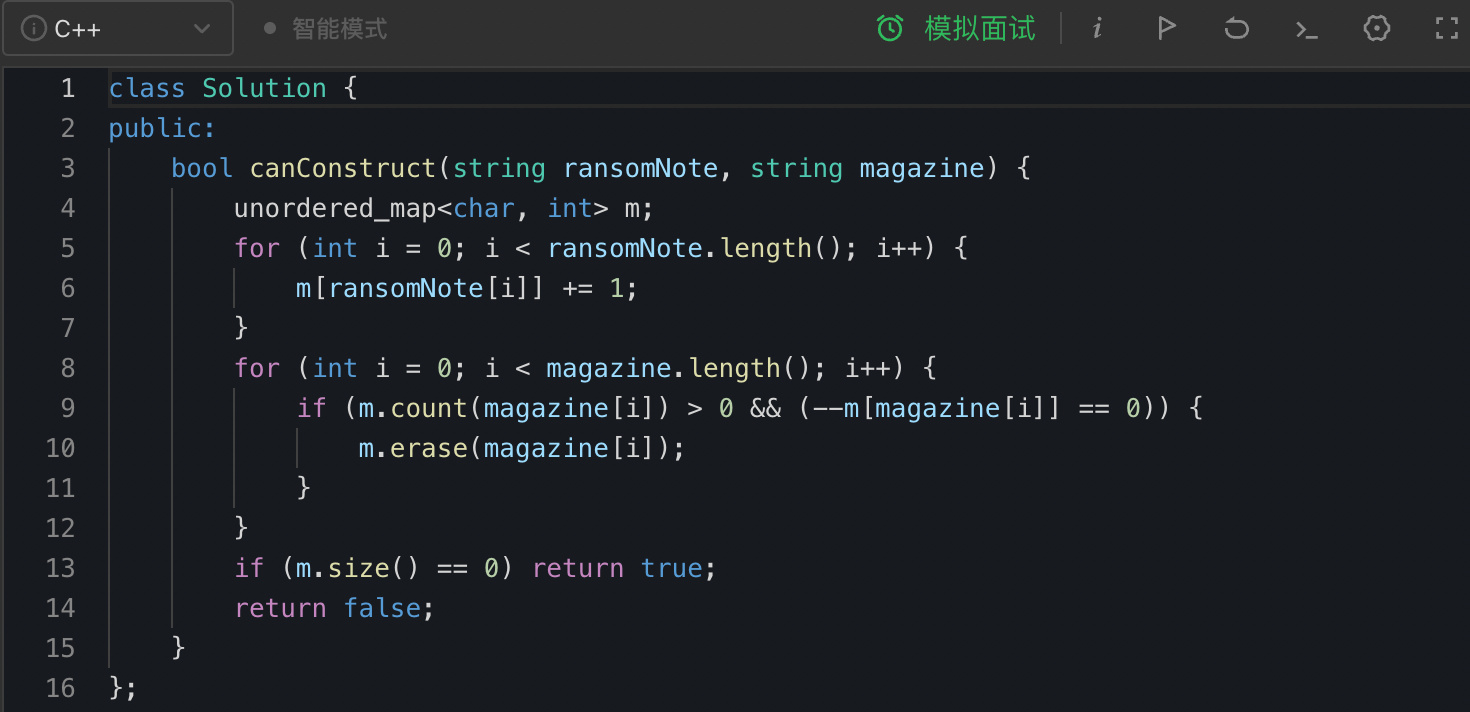 C++ 智能模式 模拟面试
1 class Solution {
2 public:
3     bool canConstruct(string ransomNote, string magazine) {
4         unordered_map<char, int> m;
5         for (int i = 0; i < ransomNote.length(); i++) {
6             m[ransomNote[i]] += 1;
7         }
8         for (int i = 0; i < magazine.length(); i++) {
9             if (m.count(magazine[i]) > 0 && (--m[magazine[i]] == 0)) {
10                 m.erase(magazine[i]);
11             }
12         }
13         if (m.size() == 0) return true;
14         return false;
15     }
16 };